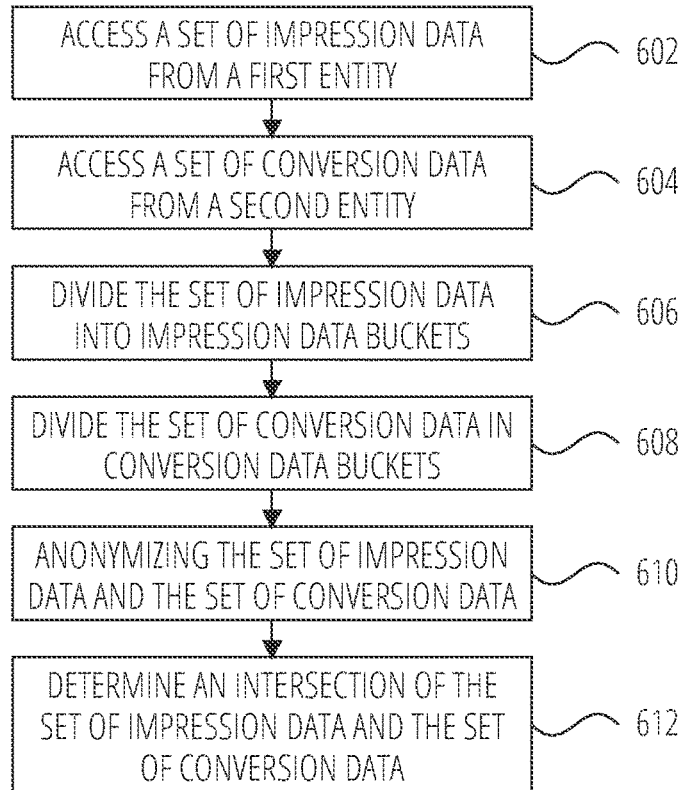 ACCESS A SET OF IMPRESSION DATA
FROM A FIRST ENTITY
602
ACCESS A SET OF CONVERSION DATA
FROM A SECOND ENTITY
604
DIVIDE THE SET OF IMPRESSION DATA
INTO IMPRESSION DATA BUCKETS
606
DIVIDE THE SET OF CONVERSION DATA IN
CONVERSION DATA BUCKETS
608
ANONYMIZING THE SET OF IMPRESSION
DATA AND THE SET OF CONVERSION DATA
610
DETERMINE AN INTERSECTION OF THE
SET OF IMPRESSION DATA AND THE SET
OF CONVERSION DATA
612